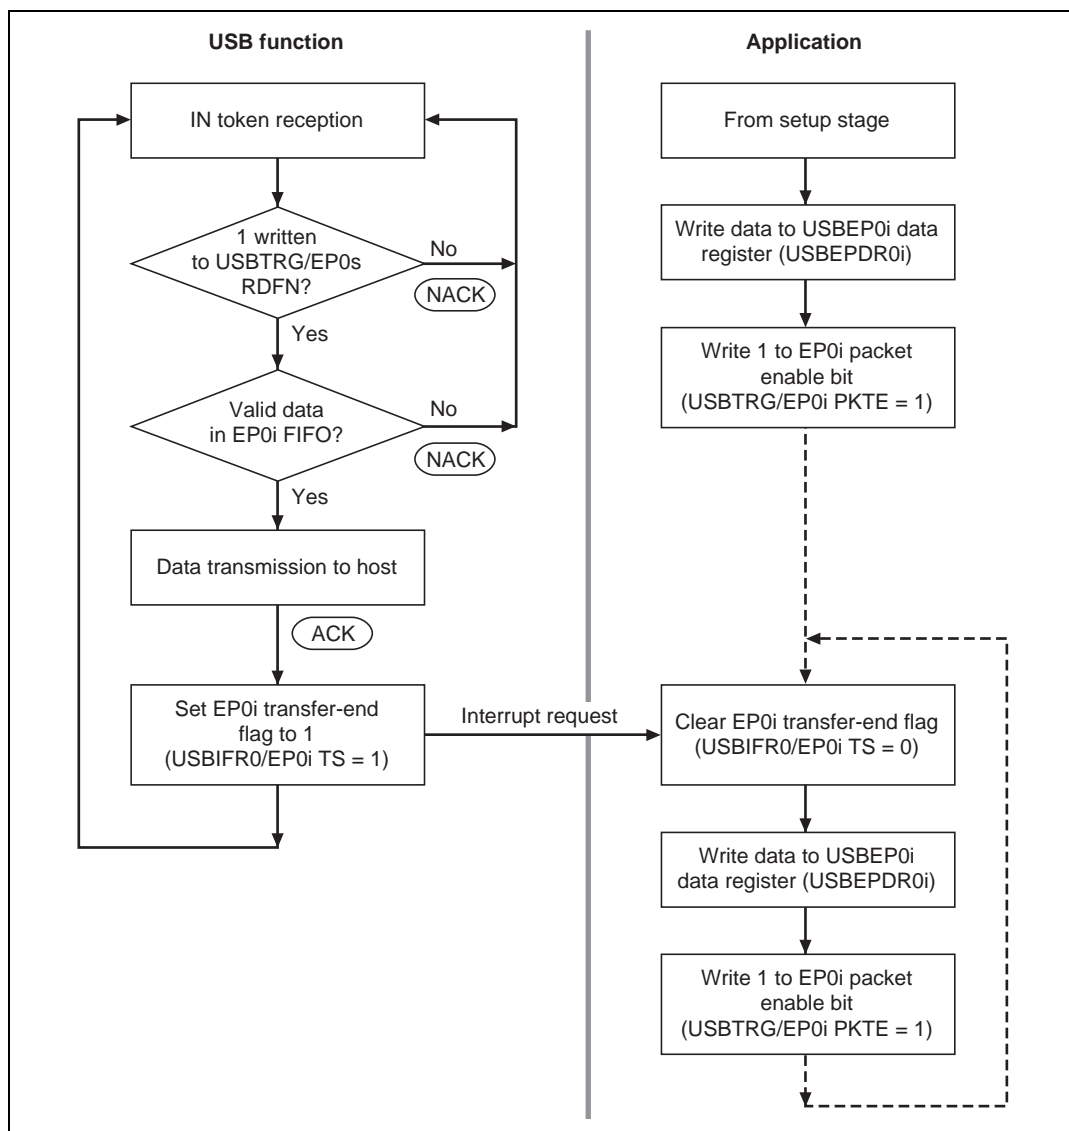 USB function
IN token reception
1 written
to USBTRG/EP0s
RDFN?
No
NACK
Yes
Valid data
in EP0i FIFO?
No
NACK
Yes
Data transmission to host
ACK
Set EP0i transfer-end
flag to 1
(USBIFR0/EP0i TS = 1)
Interrupt request
Application
From setup stage
Write data to USBEP0i data
register (USBEPDR0i)
Write 1 to EP0i packet
enable bit
(USBTRG/EP0i PKTE = 1)
Clear EP0i transfer-end flag
(USBIFR0/EP0i TS = 0)
Write data to USBEP0i
data register (USBEPDR0i)
Write 1 to EP0i packet
enable bit
(USBTRG/EP0i PKTE = 1)